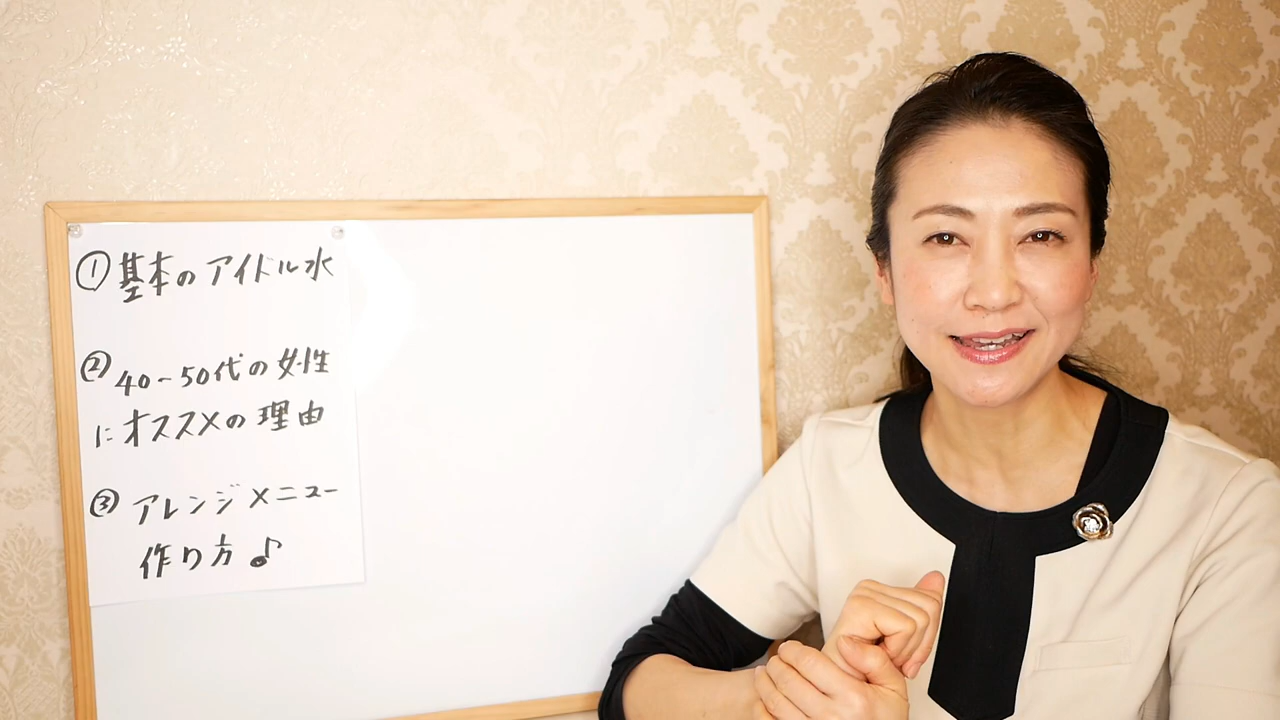 ①基本のアイドル水
②40-50代の女性
にオススメの理由
③アレンジメニュー
作り方♪